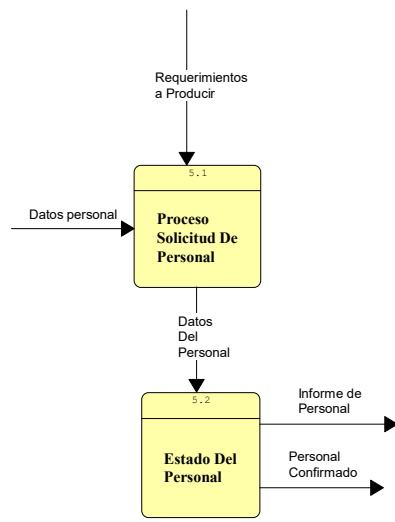 Requerimientos
a Producir
5.1
Datos personal
Proceso
Solicitud De
Personal
Datos
Del
Personal
5.2
Informe de
Personal
Estado Del
Personal
Personal
Confirmado